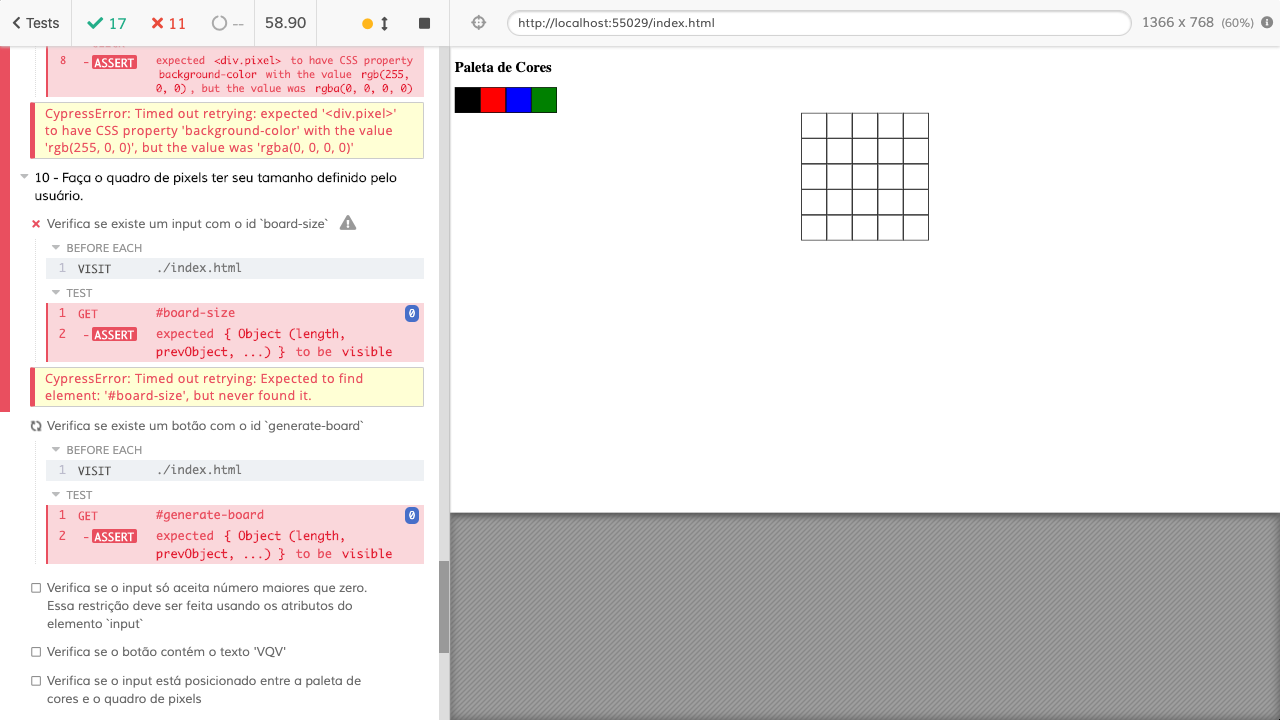 Tests
17
11
--
58.90
http://localhost:55029/index.html
1366 x 768 (60%)
8 - ASSERT expected <div.pixel> to have CSS property
background-color with the value rgb(255,
0, 0), but the value was rgba(0, 0, 0, 0)
CypressError: Timed out retrying: expected '<div.pixel>'
to have CSS property 'background-color' with the value
'rgb(255, 0, 0)', but the value was 'rgba(0, 0, 0, 0)'
10 - Faça o quadro de pixels ter seu tamanho definido pelo
usuário.
Verifica se existe um input com o id `board-size`
BEFORE EACH
1 VISIT ./index.html
TEST
1 GET #board-size 0
2 - ASSERT expected { Object (length,
prevObject, ...) } to be visible
CypressError: Timed out retrying: Expected to find
element: '#board-size', but never found it.
Verifica se existe um botão com o id `generate-board`
BEFORE EACH
1 VISIT ./index.html
TEST
1 GET #generate-board 0
2 - ASSERT expected { Object (length,
prevObject, ...) } to be visible
Verifica se o input só aceita número maiores que zero.
Essa restrição deve ser feita usando os atributos do
elemento `input`
Verifica se o botão contém o texto 'VQV'
Verifica se o input está posicionado entre a paleta de
cores e o quadro de pixels
Paleta de Cores